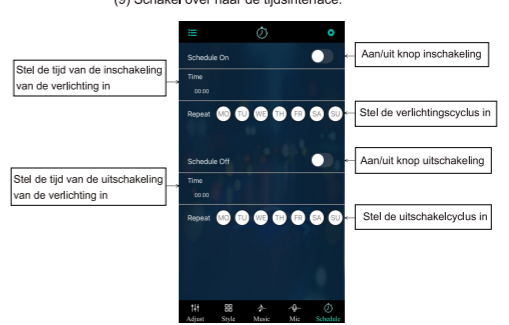 (9) Schakel over naar de tijdsinterface.
Schedule On
Aan/uit knop inschakeling
Stel de tijd van de inschakeling
van de verlichting in
Time
00:00
Repeat MO TU WE TH FR SA SU
Stel de verlichtingscyclus in
Schedule Off
Aan/uit knop uitschakeling
Stel de tijd van de uitschakeling
van de verlichting in
Time
00:00
Repeat MO TU WE TH FR SA SU
Stel de uitschakelcyclus in
Adjust Style Music Mic Schedule